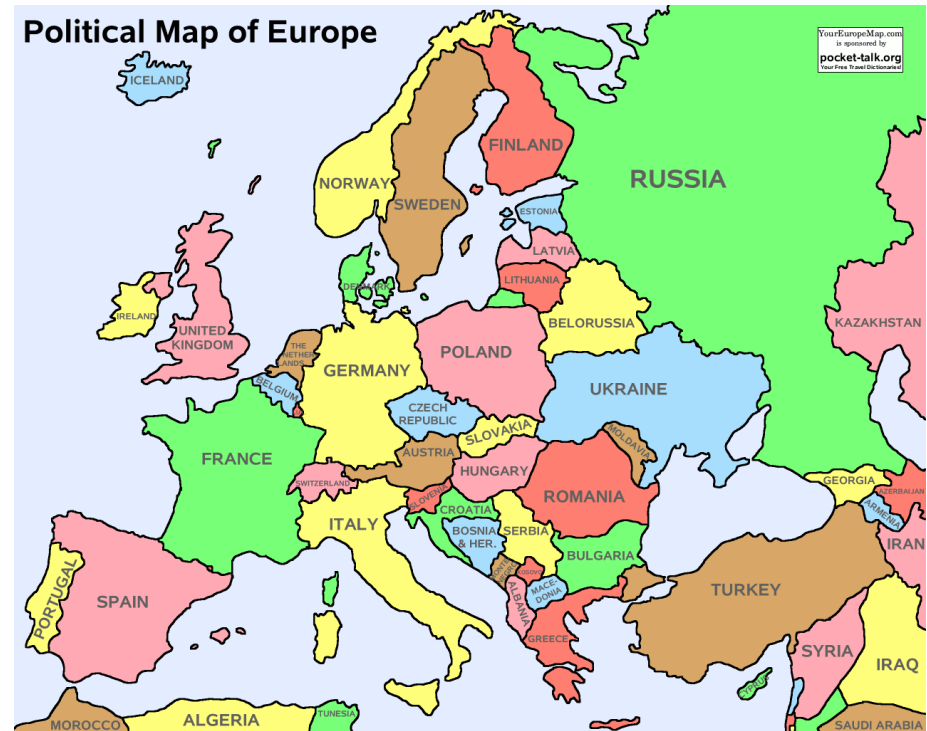 Political Map of Europe
YourEuropeMap.com
is sponsored by
pocket-talk.org
Your Free Travel Dictionaries!
ICELAND
FINLAND
NORWAY
RUSSIA
SWEDEN
ESTONIA
LATVIA
LITHUANIA
DENMARK
IRELAND
UNITED
KINGDOM
BELORUSSIA
KAZAKHSTAN
THE
NETHER
LANDS
POLAND
GERMANY
BELGIUM
UKRAINE
CZECH
REPUBLIC
SLOVAKIA
MOLDAVIA
FRANCE
AUSTRIA
HUNGARY
SWITZERLAND
SLOVENIA
ROMANIA
GEORGIA
AZERBAIJAN
CROATIA
ARMENIA
ITALY
BOSNIA
& HER.
SERBIA
IRAN
BULGARIA
MONTE
NEGRO
KOSOVO
MACE-
DONIA
TURKEY
PORTUGAL
SPAIN
ALBANIA
GREECE
SYRIA
IRAQ
CYPRUS
MOROCCO
ALGERIA
TUNESIA
SAUDI ARABIA